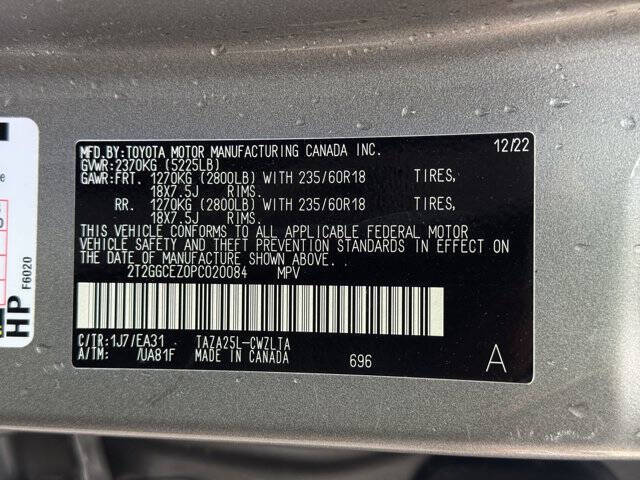 MFD.BY:TOYOTA MOTOR MANUFACTURING CANADA INC. 12/22
GVWR:2370KG (5225LB)
GAWR:FRT. 1270KG (2800LB) WITH 235/60R18 TIRES,
18X7.5J RIMS.
RR. 1270KG (2800LB) WITH 235/60R18 TIRES,
18X7.5J RIMS.
THIS VEHICLE CONFORMS TO ALL APPLICABLE FEDERAL MOTOR
VEHICLE SAFETY AND THEFT PREVENTION STANDARDS IN EFFECT ON
THE DATE OF MANUFACTURE SHOWN ABOVE.
2T2GGCEZ0PC020084 MPV
C/TR:1J7/EA31 TAZA25L-CWZLTA
A/TM: /UA81F MADE IN CANADA 696 A
HP F6020